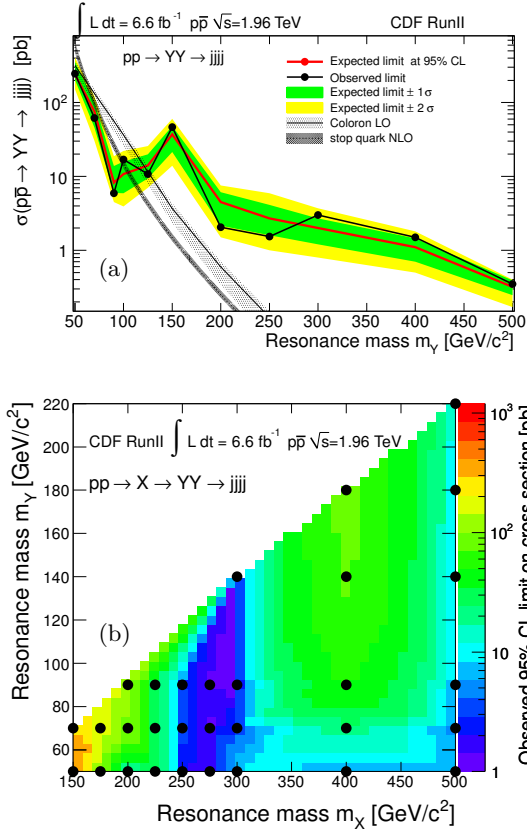 ∫ L dt = 6.6 fb-1 pp̅ √s=1.96 TeV CDF RunII
pp → YY → jjjj
Expected limit at 95% CL
Observed limit
Expected limit ± 1σ
Expected limit ± 2 σ
Coloron LO
stop quark NLO
σ(pp̅ → YY → jjjj) [pb]
10²
10
1
(a)
50 100 150 200 250 300 350 400 450 500
Resonance mass mY [GeV/c²]
CDF RunII ∫ L dt = 6.6 fb-1 pp̅ √s=1.96 TeV
pp → X → YY → jjjj
(b)
Resonance mass mY [GeV/c²]
220
200
180
160
140
120
100
80
60
150 200 250 300 350 400 450 500
Resonance mass mX [GeV/c²]
10³
10²
10
1
Observed 95% CL limit on cross section [pb]